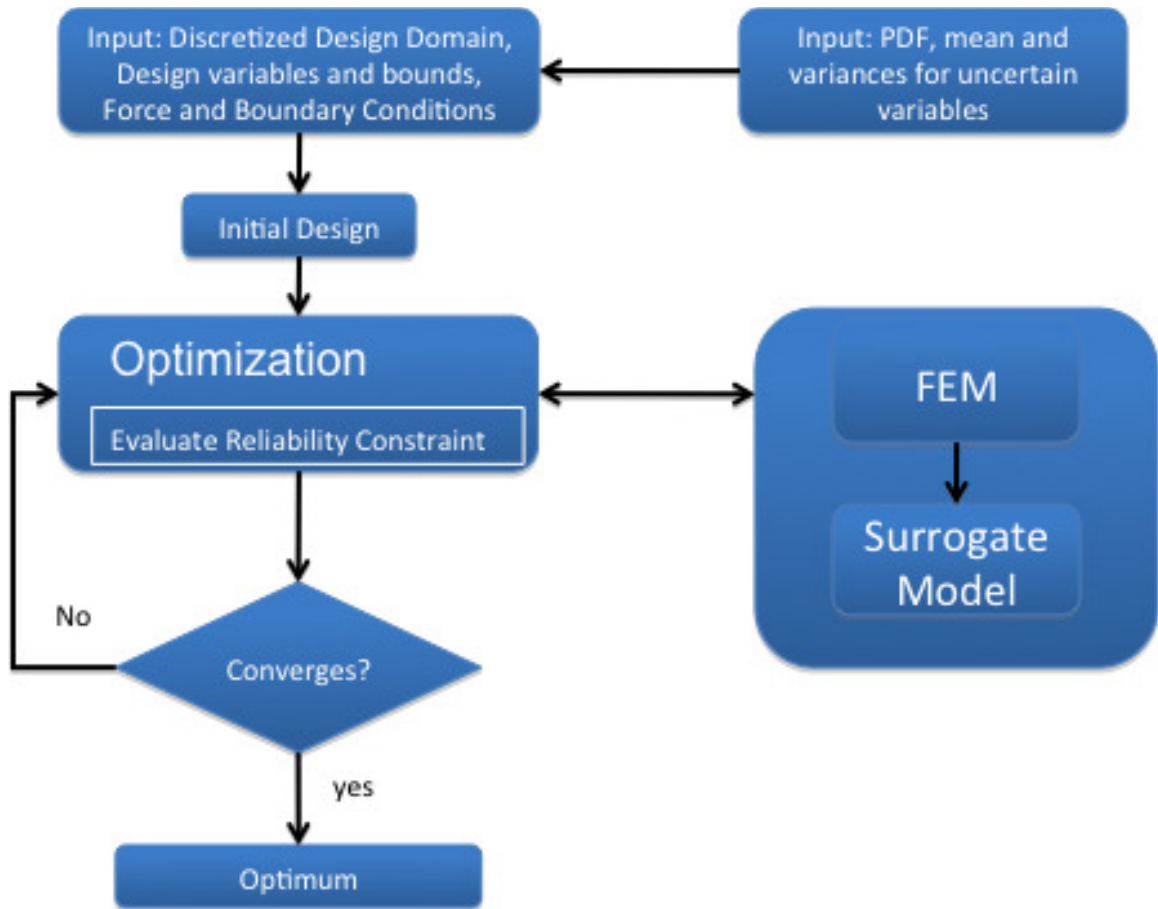 Input: Discretized Design Domain,
Design variables and bounds,
Force and Boundary Conditions
Input: PDF, mean and
variances for uncertain
variables
Initial Design
Optimization
Evaluate Reliability Constraint
FEM
Surrogate
Model
No
Converges?
yes
Optimum